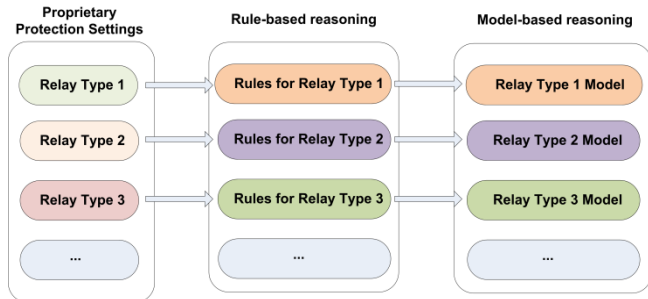 Proprietary
Protection Settings
Rule-based reasoning
Model-based reasoning
Relay Type 1
Rules for Relay Type 1
Relay Type 1 Model
Relay Type 2
Rules for Relay Type 2
Relay Type 2 Model
Relay Type 3
Rules for Relay Type 3
Relay Type 3 Model
...
...
...